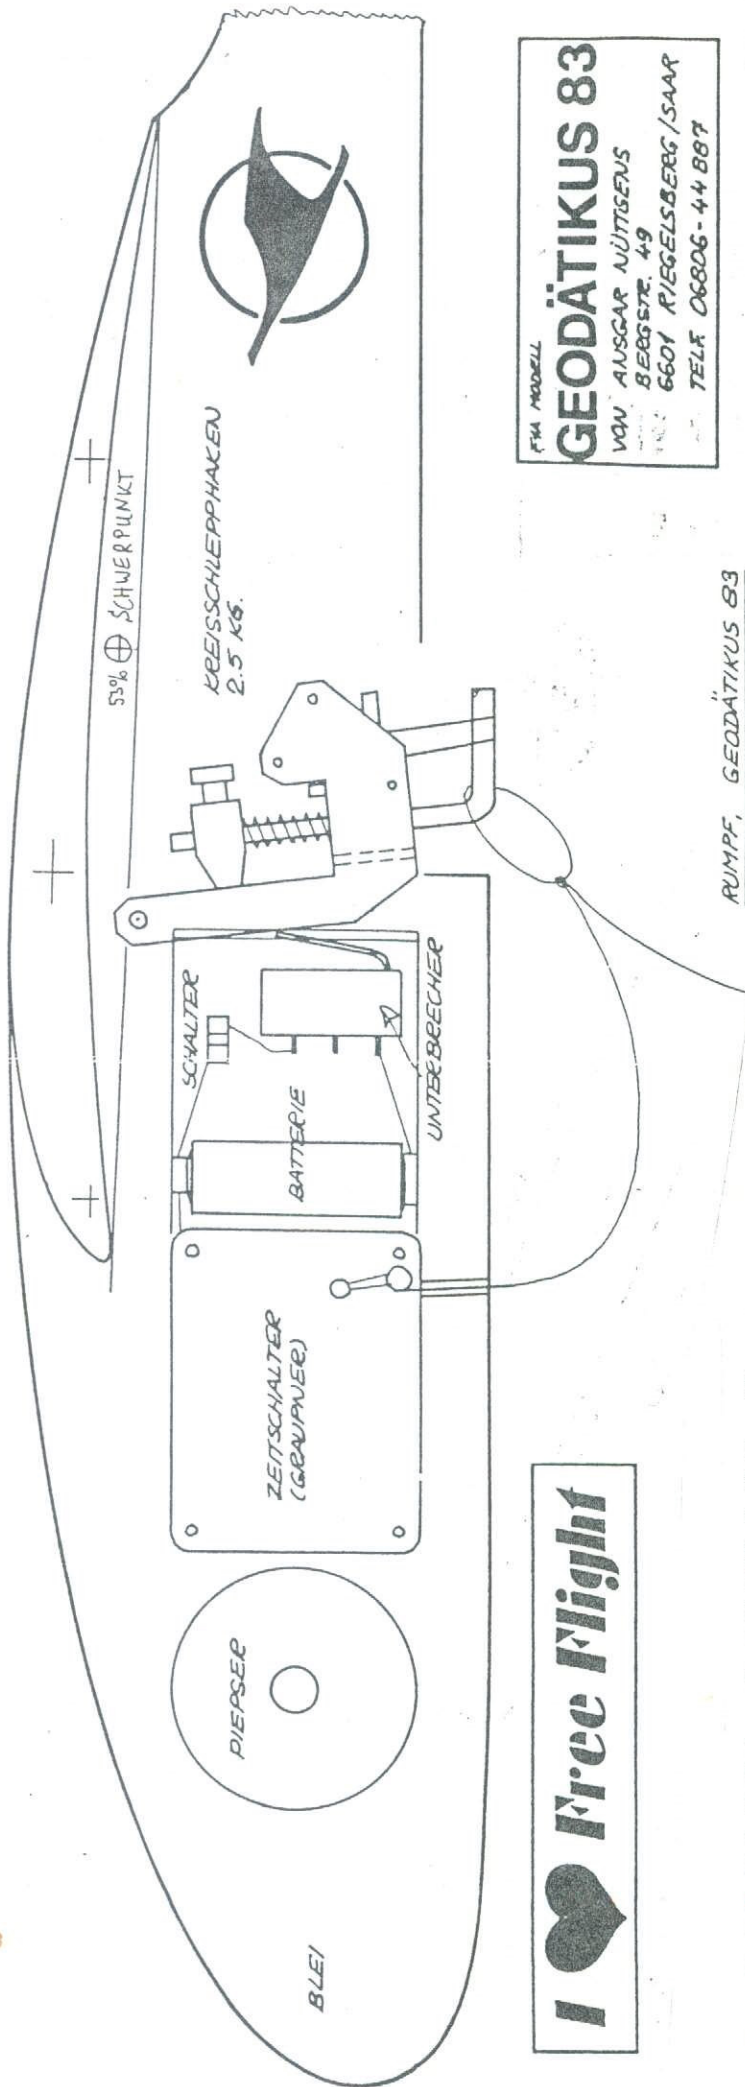 BLEI
PIEPSER
ZEITSCHALTER
(GRAUPNER)
BATTERIE
SCHALTER
UNTERBRECHER
53% SCHWERPUNKT
KREISSCHLEPPHAKEN
2.5 KG.
I ♥ Free Flight
RUMPF, GEODÄTIKUS 83
F1A MODELL
GEODÄTIKUS 83
VON ANSGAR NÜTTGENS
BERGSTR. 49
6601 RIEGELSBERG/SAAR
TELF. 06806-44887